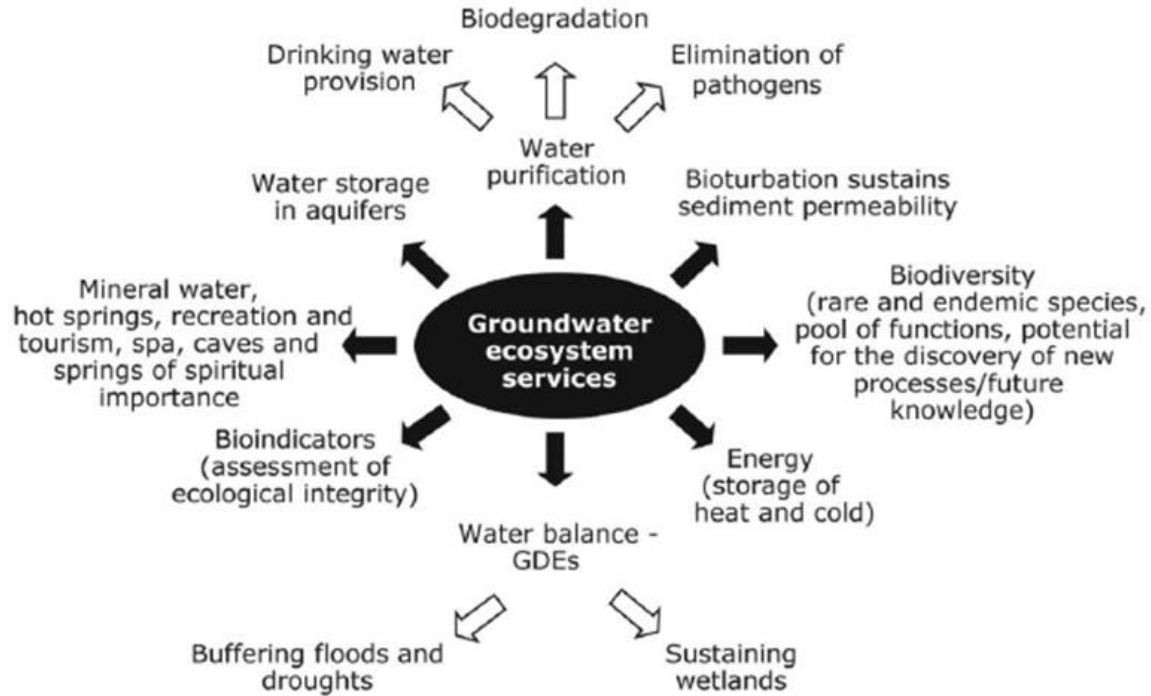 Biodegradation
Drinking water
provision
Elimination of
pathogens
Water
purification
Water storage
in aquifers
Bioturbation sustains
sediment permeability
Mineral water,
hot springs, recreation and
tourism, spa, caves and
springs of spiritual
importance
Groundwater
ecosystem
services
Biodiversity
(rare and endemic species,
pool of functions, potential
for the discovery of new
processes/future
knowledge)
Bioindicators
(assessment of
ecological integrity)
Energy
(storage of
heat and cold)
Water balance -
GDEs
Buffering floods and
droughts
Sustaining
wetlands